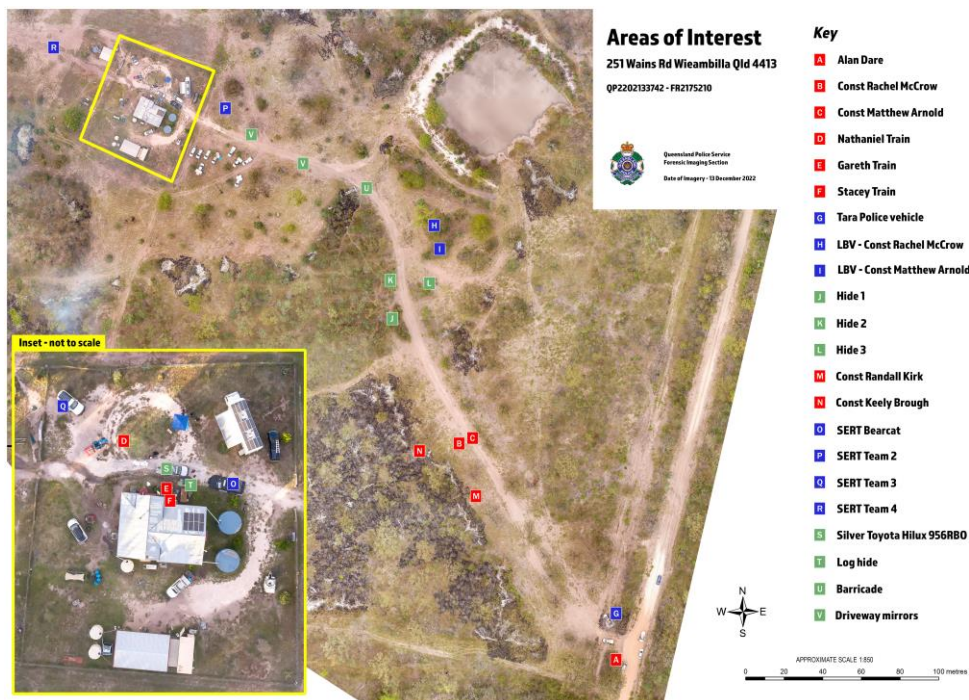 Areas of Interest
251 Wains Rd Wieambilla Qld 4413
QP2202133742 - FR2175210
Queensland Police Service
Forensic Imaging Section
Date of Imagery - 13 December 2022
Key
A Alan Dare
B Const Rachel McCrow
C Const Matthew Arnold
D Nathaniel Train
E Gareth Train
F Stacey Train
G Tara Police vehicle
H LBV - Const Rachel McCrow
I LBV - Const Matthew Arnold
J Hide 1
K Hide 2
L Hide 3
M Const Randall Kirk
N Const Keely Brough
O SERT Bearcat
P SERT Team 2
Q SERT Team 3
R SERT Team 4
S Silver Toyota Hilux 956RBO
T Log hide
U Barricade
V Driveway mirrors
R
P
V
V
U
H
I
K
L
J
B
C
N
M
G
A
Inset - not to scale
Q
D
S
E
T
O
F
N
W
E
S
APPROXIMATE SCALE 1:850
0 20 40 60 80 100 metres